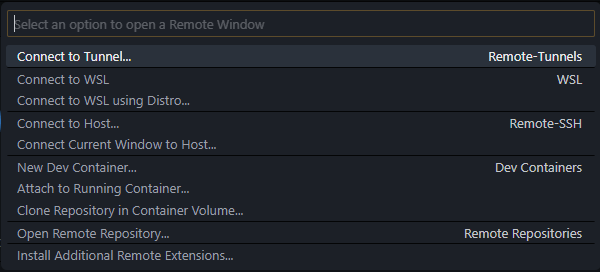 Select an option to open a Remote Window
Connect to Tunnel... Remote-Tunnels
Connect to WSL WSL
Connect to WSL using Distro...
Connect to Host... Remote-SSH
Connect Current Window to Host...
New Dev Container... Dev Containers
Attach to Running Container...
Clone Repository in Container Volume...
Open Remote Repository... Remote Repositories
Install Additional Remote Extensions...